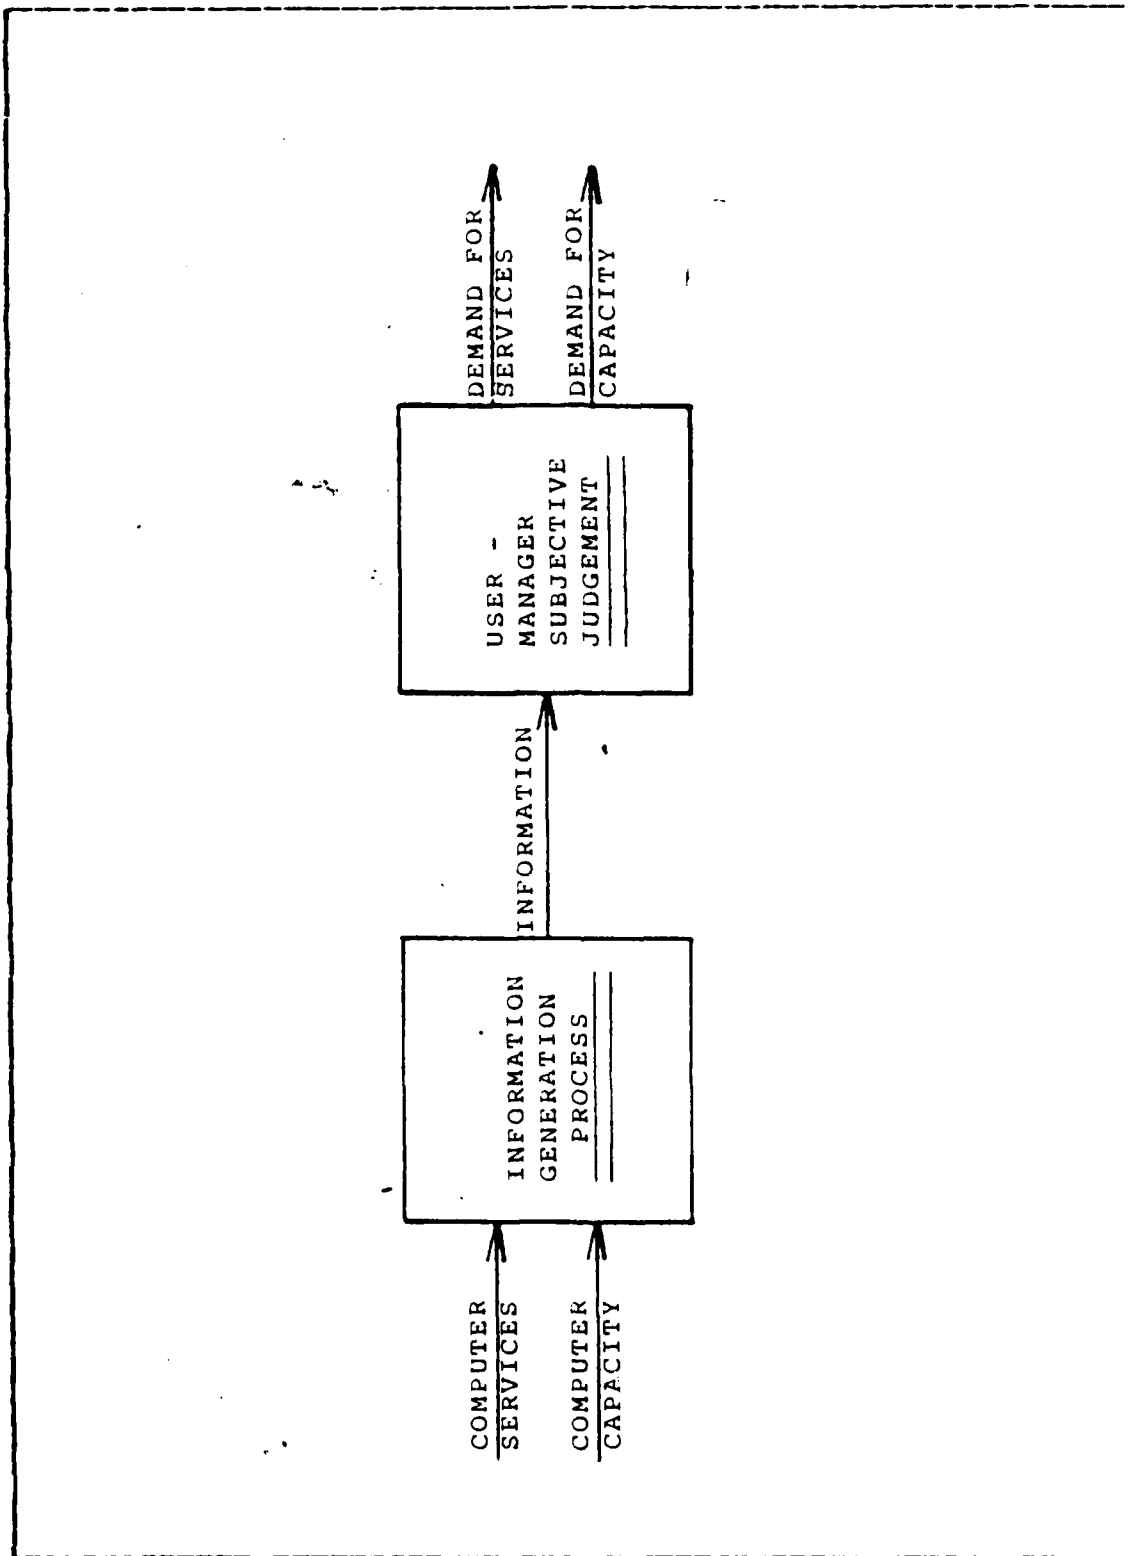 COMPUTER
SERVICES
COMPUTER
CAPACITY
INFORMATION
GENERATION
PROCESS
INFORMATION
USER -
MANAGER
SUBJECTIVE
JUDGEMENT
DEMAND FOR
SERVICES
DEMAND FOR
CAPACITY